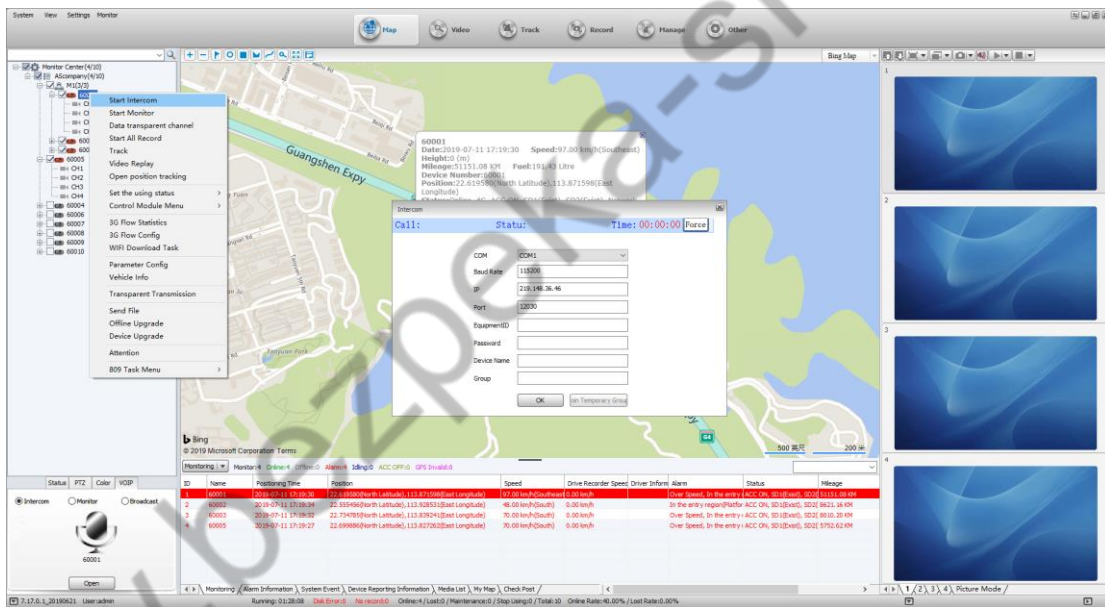 System View Settings Monitor
Map Video Track Record Manage Other
Bing Map
Monitor Center(4/10)
AScompany(4/10)
M1(3/3)
600
600
60005
CH1
CH2
CH3
CH4
60004
60006
60007
60008
60009
60010
Start Intercom
Start Monitor
Data transparent channel
Start All Record
Track
Video Replay
Open position tracking
Set the using status
Control Module Menu
3G Flow Statistics
3G Flow Config
WIFI Download Task
Parameter Config
Vehicle Info
Transparent Transmission
Send File
Offline Upgrade
Device Upgrade
Attention
809 Task Menu
Guangshen Expy
60001
Date:2019-07-11 17:19:30 Speed:97.00 km/h(Southeast)
Height:0 (m)
Mileage:51151.08 KM Fuel:191.43 Litre
Device Number:60001
Position:22.619580(North Latitude),113.871598(East Longitude)
Intercom
Call: Statu: Time: 00:00:00 Force
COM COM1
Baud Rate 115200
IP 219.148.36.46
Port 12030
EquipmentID
Password
Device Name
Group
OK on Temporary Group
G4
Bing
© 2019 Microsoft Corporation Terms
500 英尺 200 米
1
2
3
4
Monitoring Monitor:4 Online:4 Offline:0 Alarm:4 Idling:0 ACC OFF:0 GPS Invalid:0
ID Name Positioning Time Position Speed Drive Recorder Speed Driver Inform Alarm Status Mileage
1 60001 2019-07-11 17:19:30 22.619580(North Latitude),113.871598(East Longitude) 97.00 km/h(Southeast) 0.00 km/h Over Speed, In the entry ACC ON, SD1(Exist), SD2( 51151.08 KM
2 60002 2019-07-11 17:19:34 22.555456(North Latitude),113.928531(East Longitude) 48.00 km/h(South) 0.00 km/h In the entry region(Platfor ACC ON, SD1(Exist), SD2( 8621.16 KM
3 60003 2019-07-11 17:19:32 22.734785(North Latitude),113.839241(East Longitude) 70.00 km/h(South) 0.00 km/h Over Speed, In the entry ACC ON, SD1(Exist), SD2( 8010.20 KM
4 60005 2019-07-11 17:19:27 22.699886(North Latitude),113.827262(East Longitude) 70.00 km/h(South) 0.00 km/h Over Speed, In the entry ACC ON, SD1(Exist), SD2( 5752.62 KM
Status PTZ Color VOIP
Intercom Monitor Broadcast
60001
Open
Monitoring Alarm Information System Event Device Reporting Information Media List My Map Check Post
1 2 3 4 Picture Mode
7.17.0.1_20190621 User:admin
Running: 01:28:08 Disk Error:0 No record:0 Online:4/Lost:0 /Maintenance:0 /Stop Using:0 /Total:10 Online Rate:40.00% /Lost Rate:0.00%